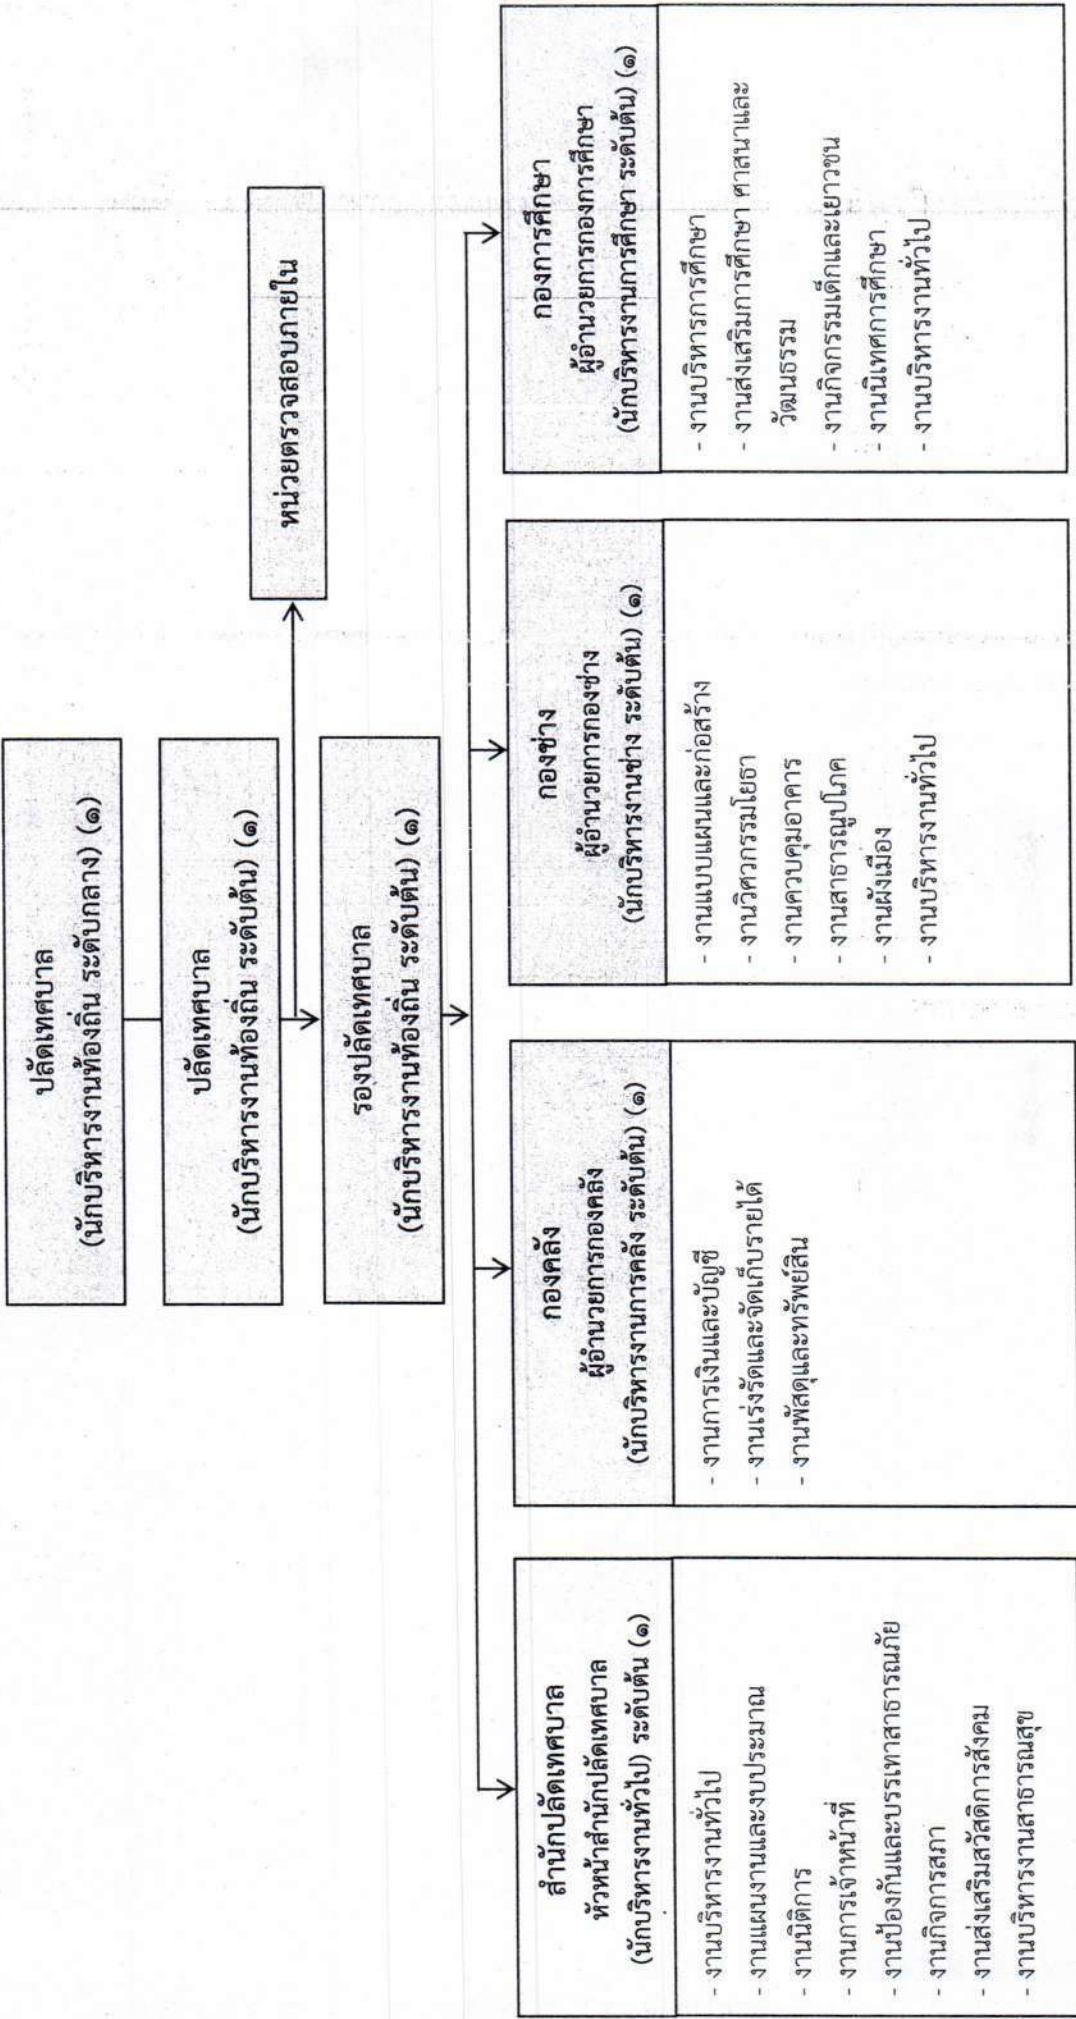 ปลัดเทศบาล
(นักบริหารงานท้องถิ่น ระดับกลาง) (๑)
ปลัดเทศบาล
(นักบริหารงานท้องถิ่น ระดับต้น) (๑)
หน่วยตรวจสอบภายใน
รองปลัดเทศบาล
(นักบริหารงานท้องถิ่น ระดับต้น) (๑)
สำนักปลัดเทศบาล
หัวหน้าสำนักปลัดเทศบาล
(นักบริหารงานทั่วไป) ระดับต้น (๑)
- งานบริหารงานทั่วไป
- งานแผนงานและงบประมาณ
- งานนิติการ
- งานการเจ้าหน้าที่
- งานป้องกันและบรรเทาสาธารณภัย
- งานกิจการสภา
- งานส่งเสริมสวัสดิการสังคม
- งานบริหารงานสาธารณสุข
กองคลัง
ผู้อำนวยการกองคลัง
(นักบริหารงานการคลัง ระดับต้น) (๑)
- งานการเงินและบัญชี
- งานเร่งรัดและจัดเก็บรายได้
- งานพัสดุและทรัพย์สิน
กองช่าง
ผู้อำนวยการกองช่าง
(นักบริหารงานช่าง ระดับต้น) (๑)
- งานแบบแผนและก่อสร้าง
- งานวิศวกรรมโยธา
- งานควบคุมอาคาร
- งานสาธารณูปโภค
- งานผังเมือง
- งานบริหารงานทั่วไป
กองการศึกษา
ผู้อำนวยการกองการศึกษา
(นักบริหารงานการศึกษา ระดับต้น) (๑)
- งานบริหารการศึกษา
- งานส่งเสริมการศึกษา ศาสนาและ
วัฒนธรรม
- งานกิจกรรมเด็กและเยาวชน
- งานนิเทศการศึกษา
- งานบริหารงานทั่วไป